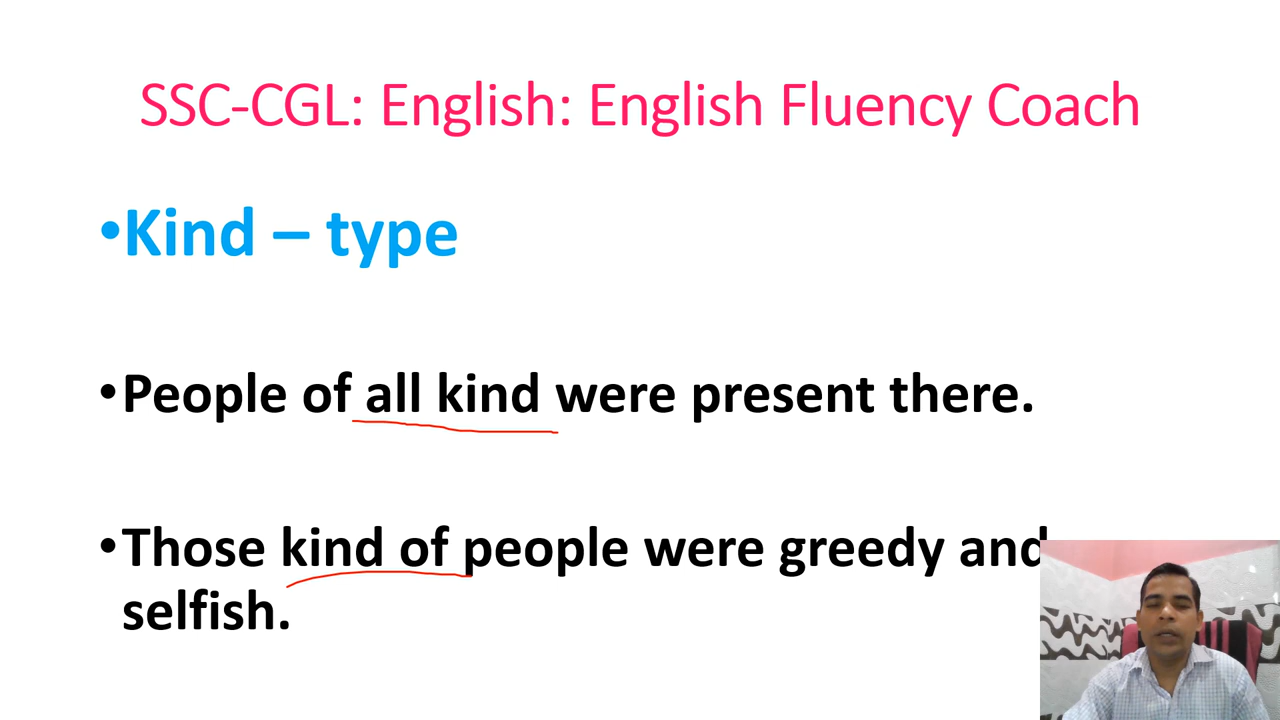 SSC-CGL: English: English Fluency Coach
•Kind – type
•People of all kind were present there.
•Those kind of people were greedy and
selfish.